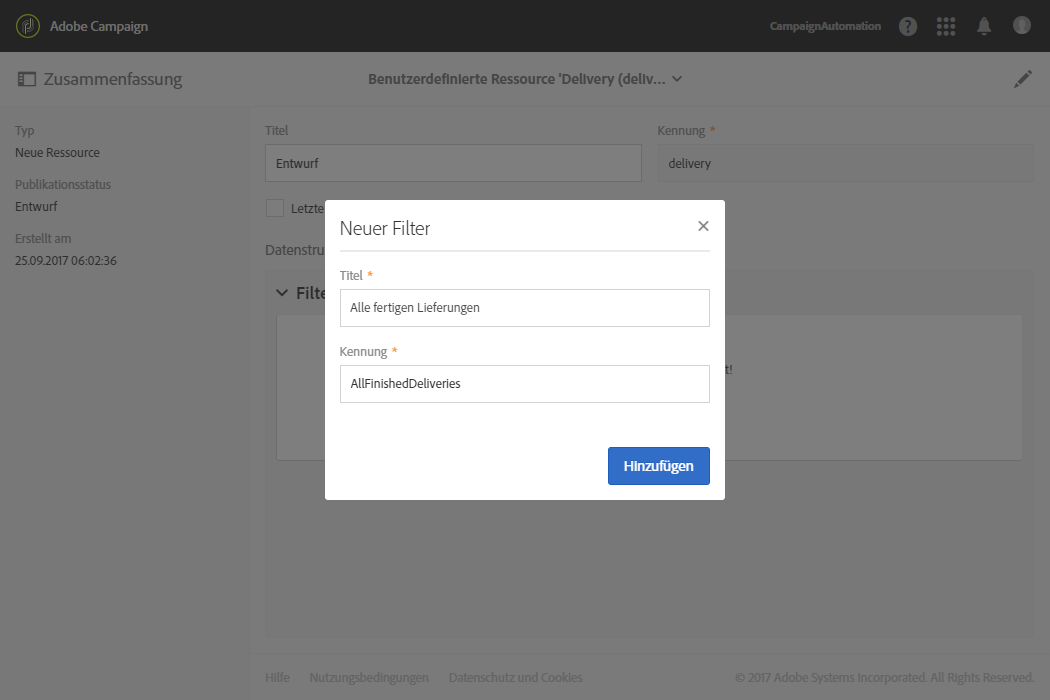 Adobe Campaign
CampaignAutomation
Zusammenfassung
Benutzerdefinierte Ressource 'Delivery (deliv...
Typ
Neue Ressource
Publikationsstatus
Entwurf
Erstellt am
25.09.2017 06:02:36
Titel
Kennung *
Entwurf
delivery
Letzte
Datenstru
Filte
t!
Neuer Filter
Titel *
Alle fertigen Lieferungen
Kennung *
AllFinishedDeliveries
Hinzufügen
Hilfe
Nutzungsbedingungen
Datenschutz und Cookies
© 2017 Adobe Systems Incorporated. All Rights Reserved.